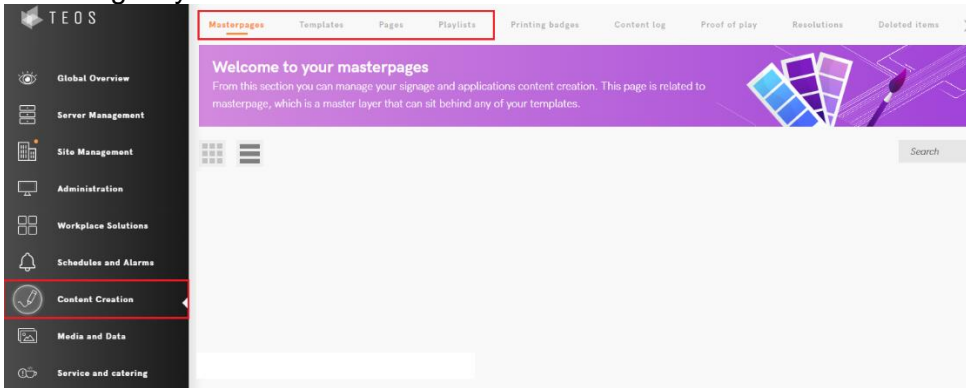 TEOS
Masterpages Templates Pages Playlists Printing badges Content log Proof of play Resolutions Deleted items
Welcome to your masterpages
From this section you can manage your signage and applications content creation. This page is related to
masterpage, which is a master layer that can sit behind any of your templates.
Search
Global Overview
Server Management
Site Management
Administration
Workplace Solutions
Schedules and Alarms
Content Creation
Media and Data
Service and catering